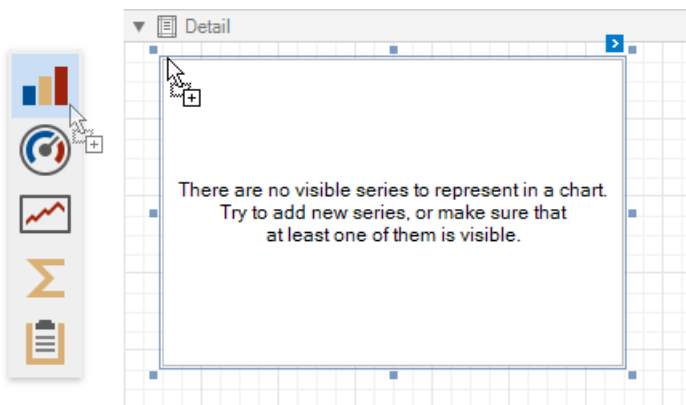 Detail
There are no visible series to represent in a chart.
Try to add new series, or make sure that
at least one of them is visible.